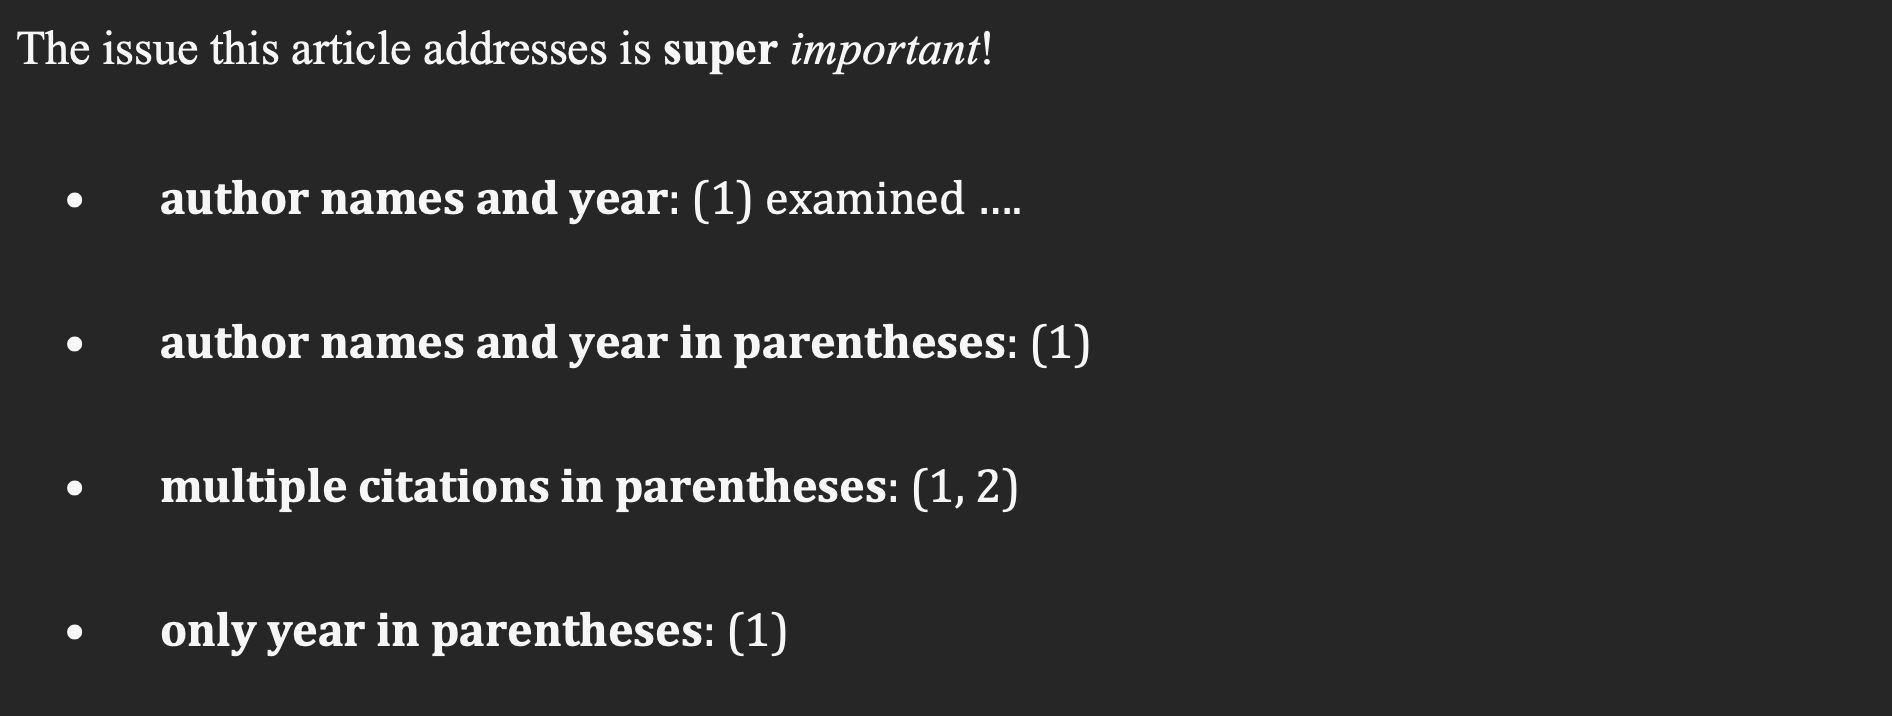 The issue this article addresses is super important!
• author names and year: (1) examined ....
• author names and year in parentheses: (1)
• multiple citations in parentheses: (1, 2)
• only year in parentheses: (1)